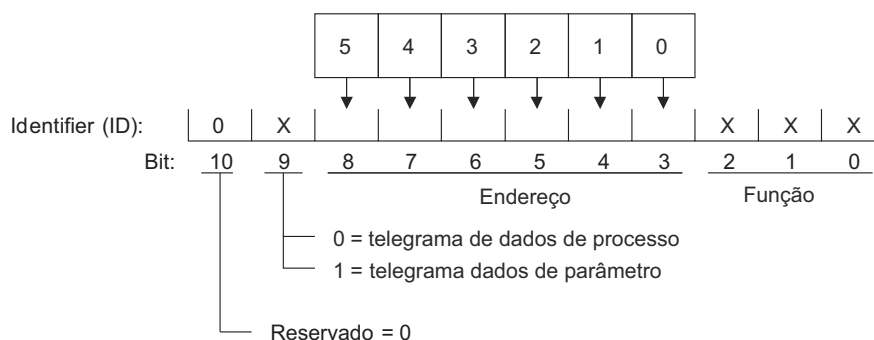 5 4 3 2 1 0
Identifier (ID): 0 X X X X
Bit: 10 9 8 7 6 5 4 3 2 1 0
Endereço Função
0 = telegrama de dados de processo
1 = telegrama dados de parâmetro
Reservado = 0